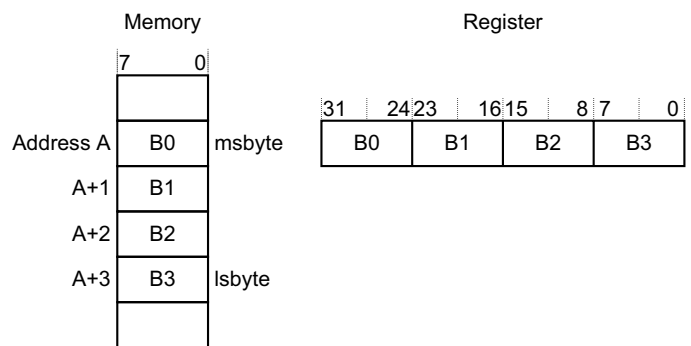 Memory
Register
7 0
31 24 23 16 15 8 7 0
Address A B0 msbyte
B0 B1 B2 B3
A+1 B1
A+2 B2
A+3 B3 lsbyte